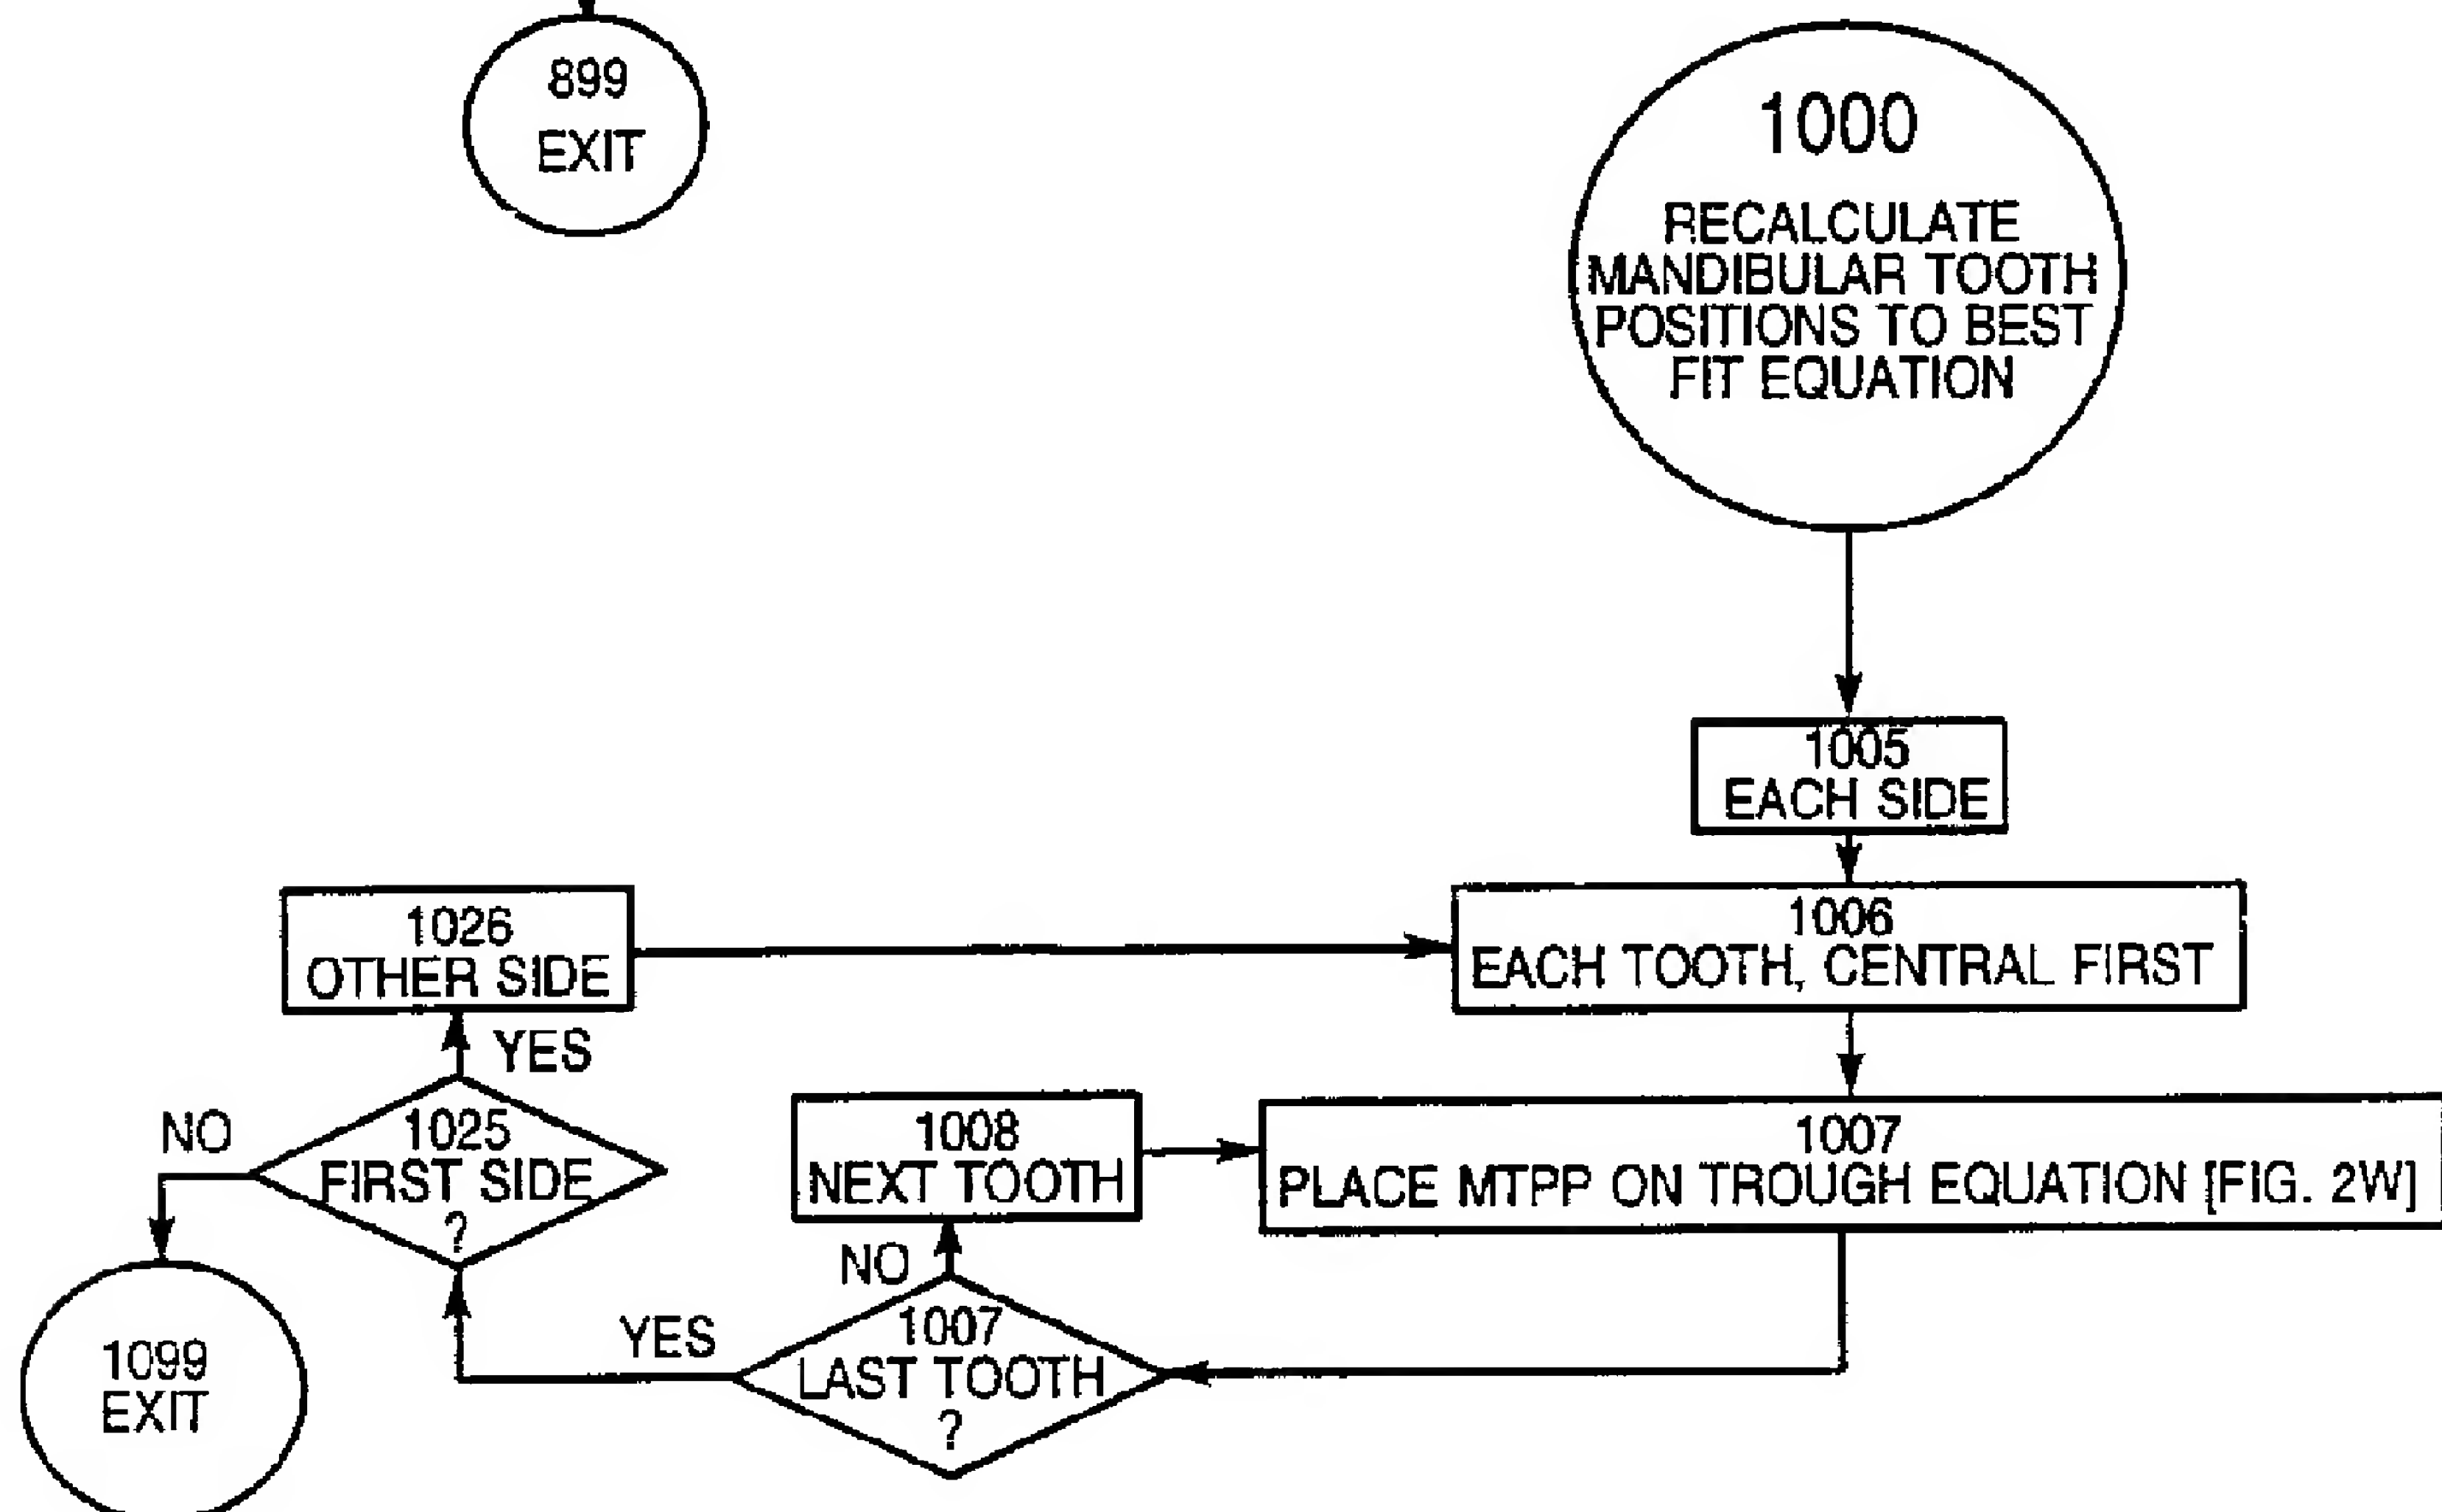 899
EXIT
1000
RECALCULATE
MANDIBULAR TOOTH
POSITIONS TO BEST
FIT EQUATION
1005
EACH SIDE
1026
OTHER SIDE
1006
EACH TOOTH, CENTRAL FIRST
YES
NO
1025
FIRST SIDE
?
1008
NEXT TOOTH
1007
PLACE MTPP ON TROUGH EQUATION [FIG. 2W]
NO
YES
1007
LAST TOOTH
?
1099
EXIT